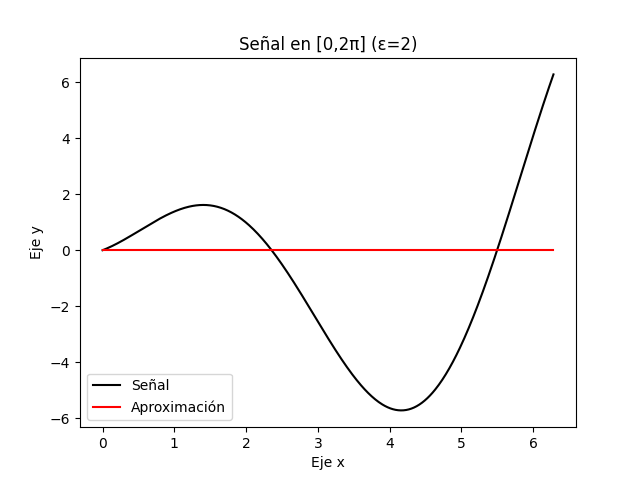 Señal en [0,2π] (ε=2)
Eje y
6
4
2
0
−2
−4
−6
Señal
Aproximación
0 1 2 3 4 5 6
Eje x